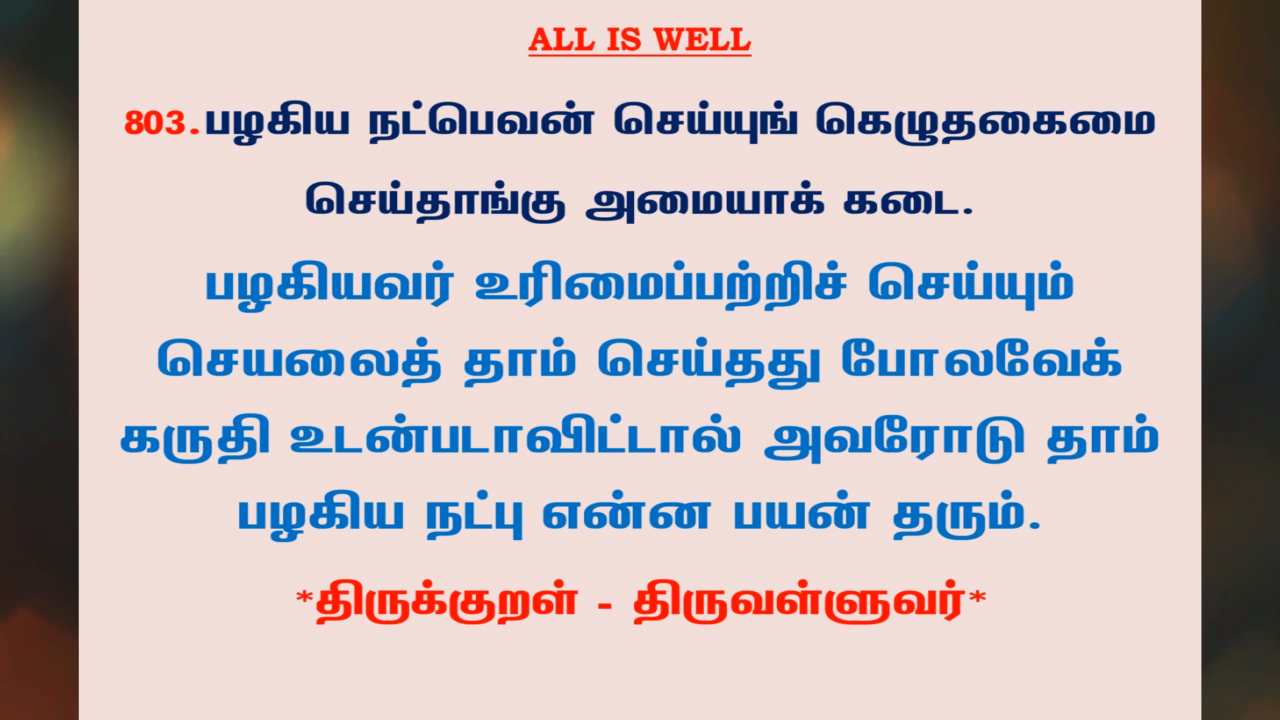 ALL IS WELL
803.பழகிய நட்பெவன் செய்யுங் கெழுதகைமை
செய்தாங்கு அமையாக் கடை.
பழகியவர் உரிமைப்பற்றிச் செய்யும்
செயலைத் தாம் செய்தது போலவேக்
கருதி உடன்படாவிட்டால் அவரோடு தாம்
பழகிய நட்பு என்ன பயன் தரும்.
*திருக்குறள் - திருவள்ளுவர்*